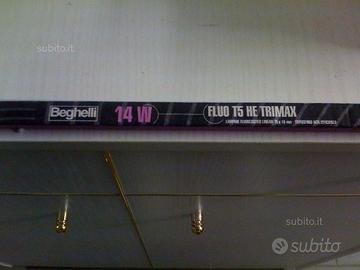 subito.it
Beghelli 14 W FLUO T5 HE TRIMAX
subito.it
subito